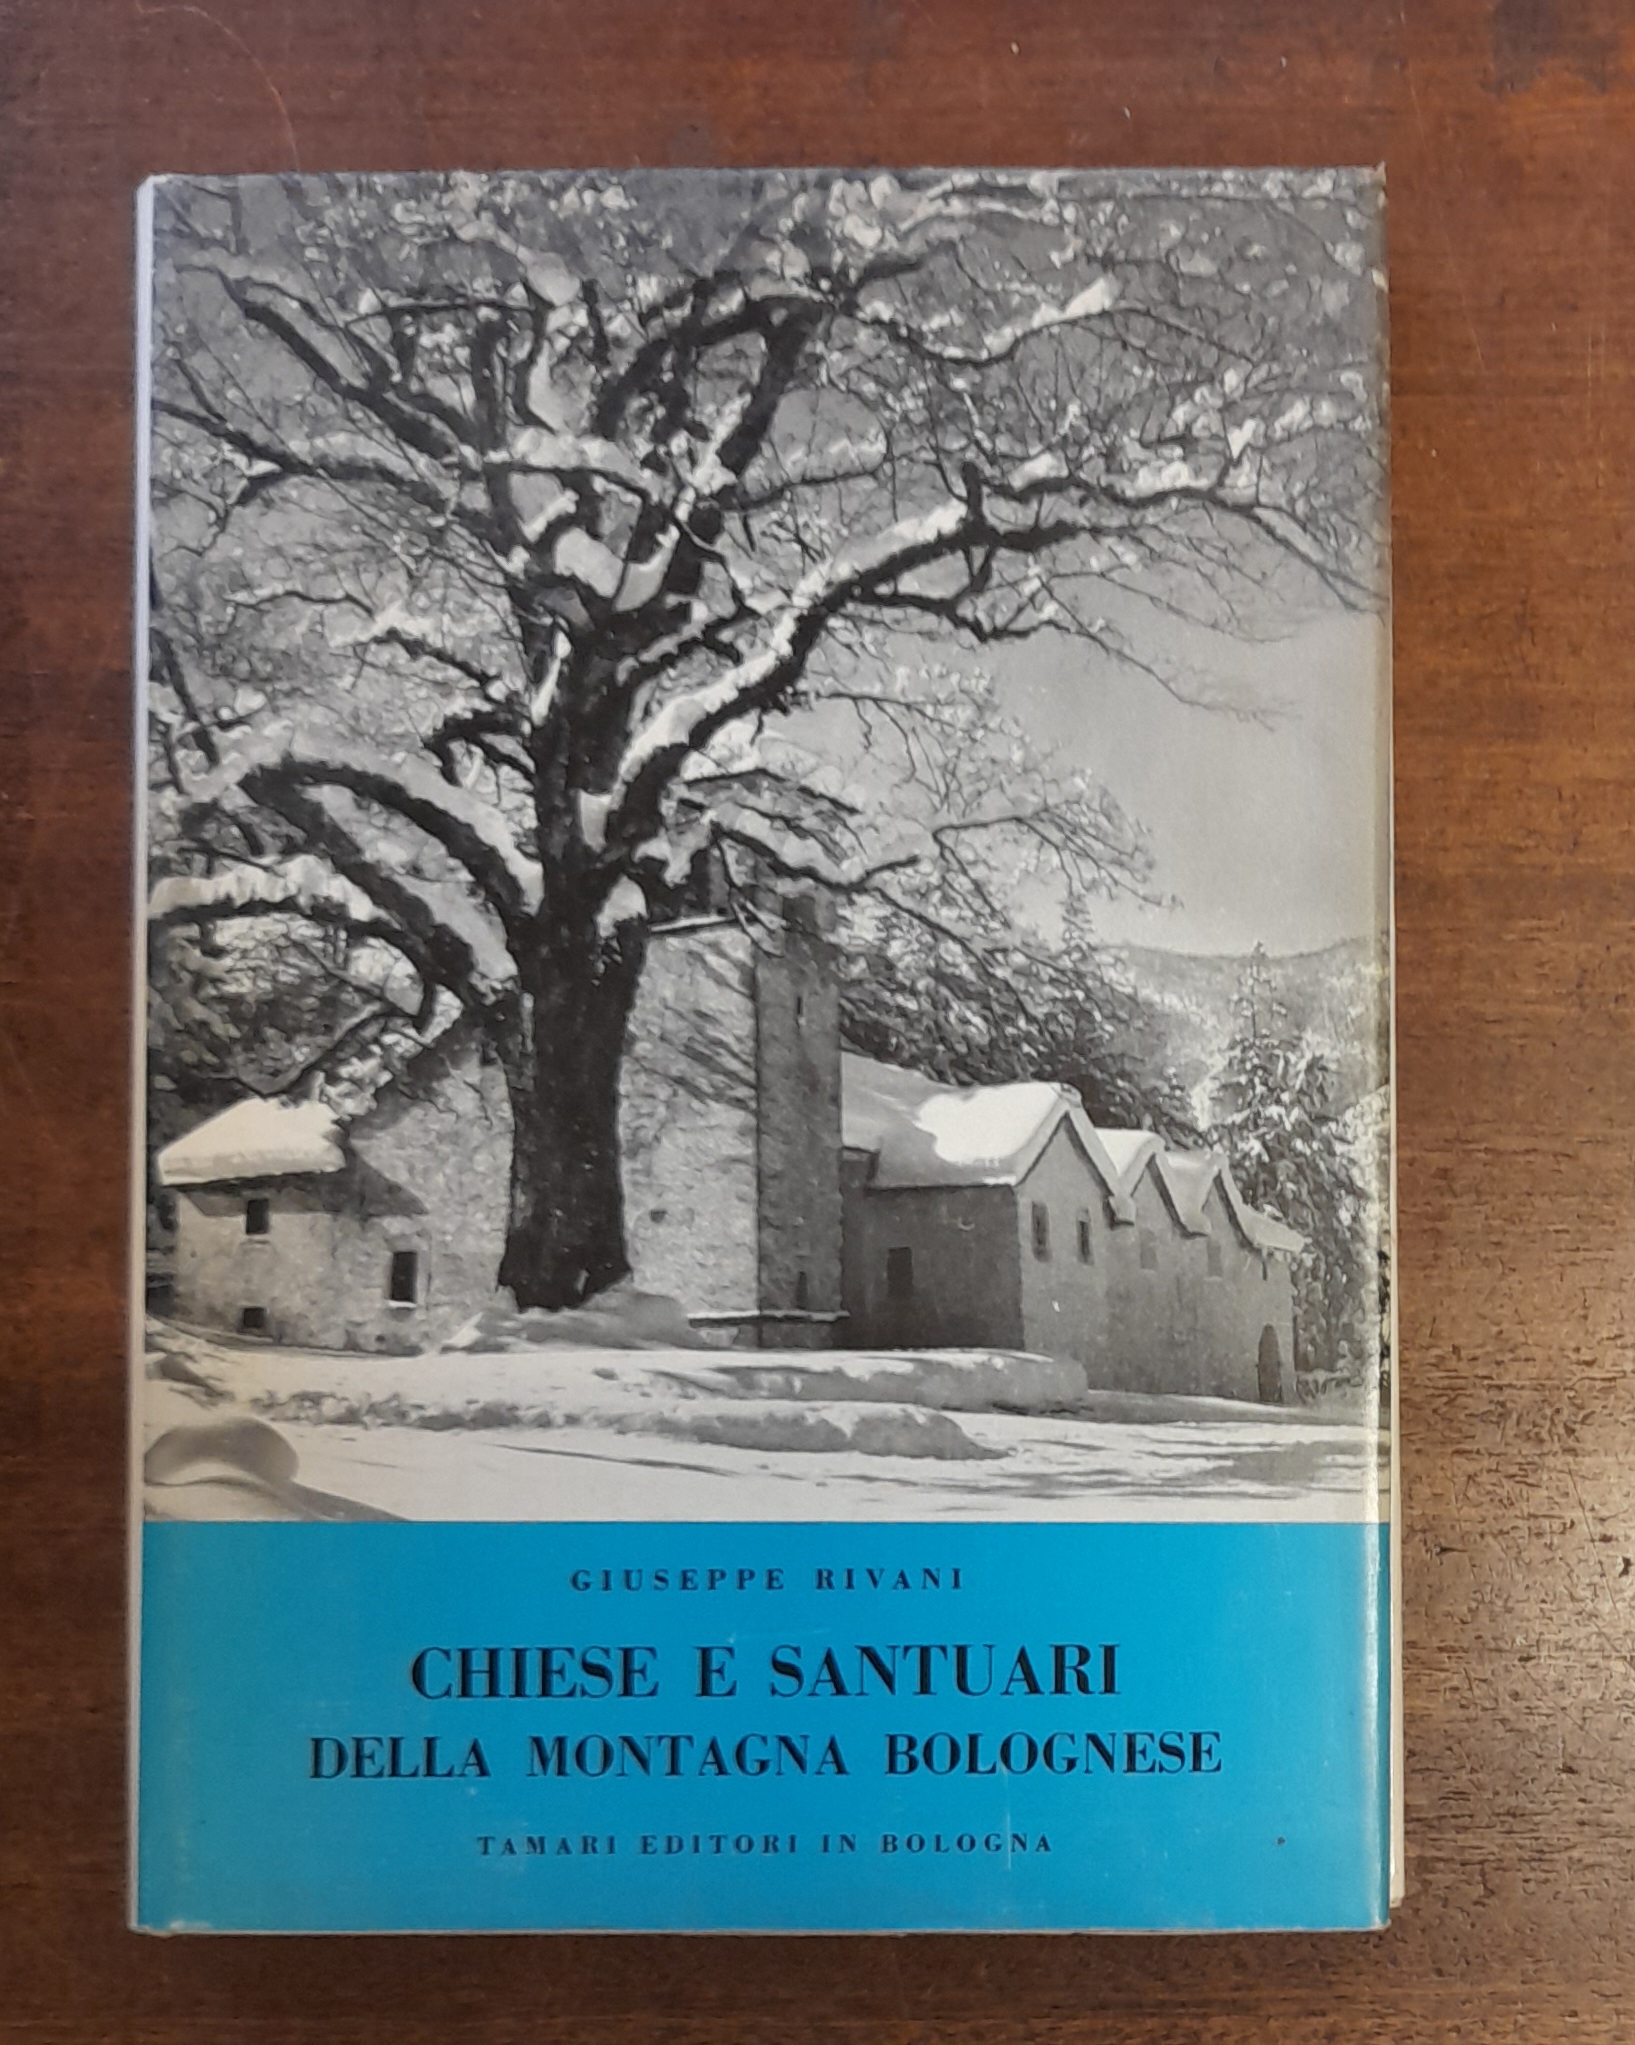 GIUSEPPE RIVANI
CHIESE E SANTUARI
DELLA MONTAGNA BOLOGNESE
TAMARI EDITORI IN BOLOGNA